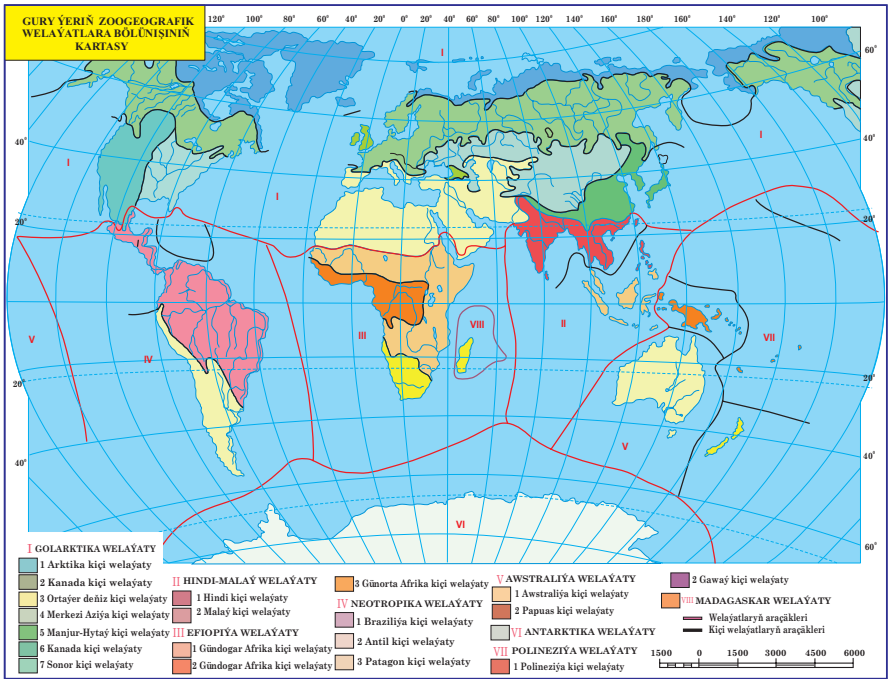 GURY ÝERIŇ ZOOGEOGRAFIK
WELAÝATLARA BÖLÜNIŞINIŇ
KARTASY
120° 100° 80° 60° 40° 20° 0° 20° 40° 60° 80° 100° 120° 140° 160° 180° 160° 140° 120° 100°
60°
40°
20°
20°
40°
40°
20°
20°
40°
60°
I
I
I
I
V
IV
III
VIII
II
VII
V
VI
I GOLARKTIKA WELAÝATY
1 Arktika kiçi welaýaty
2 Kanada kiçi welaýaty
3 Ortaýer deňiz kiçi welaýaty
4 Merkezi Aziýa kiçi welaýaty
5 Manjur-Hytaý kiçi welaýaty
6 Kanada kiçi welaýaty
7 Sonor kiçi welaýaty
II HINDI-MALAÝ WELAÝATY
1 Hindi kiçi welaýaty
2 Malaý kiçi welaýaty
III EFIOPIÝA WELAÝATY
1 Gündogar Afrika kiçi welaýaty
2 Gündogar Afrika kiçi welaýaty
3 Günorta Afrika kiçi welaýaty
IV NEOTROPIKA WELAÝATY
1 Braziliýa kiçi welaýaty
2 Antil kiçi welaýaty
3 Patagon kiçi welaýaty
V AWSTRALIÝA WELAÝATY
1 Awstraliýa kiçi welaýaty
2 Papuas kiçi welaýaty
VI ANTARKTIKA WELAÝATY
VII POLINEZIÝA WELAÝATY
1 Polineziýa kiçi welaýaty
2 Gawaý kiçi welaýaty
VIII MADAGASKAR WELAÝATY
Welaýatlaryň araçäkleri
Kiçi welaýatlaryň araçäkleri
1500 0 1500 3000 4500 6000